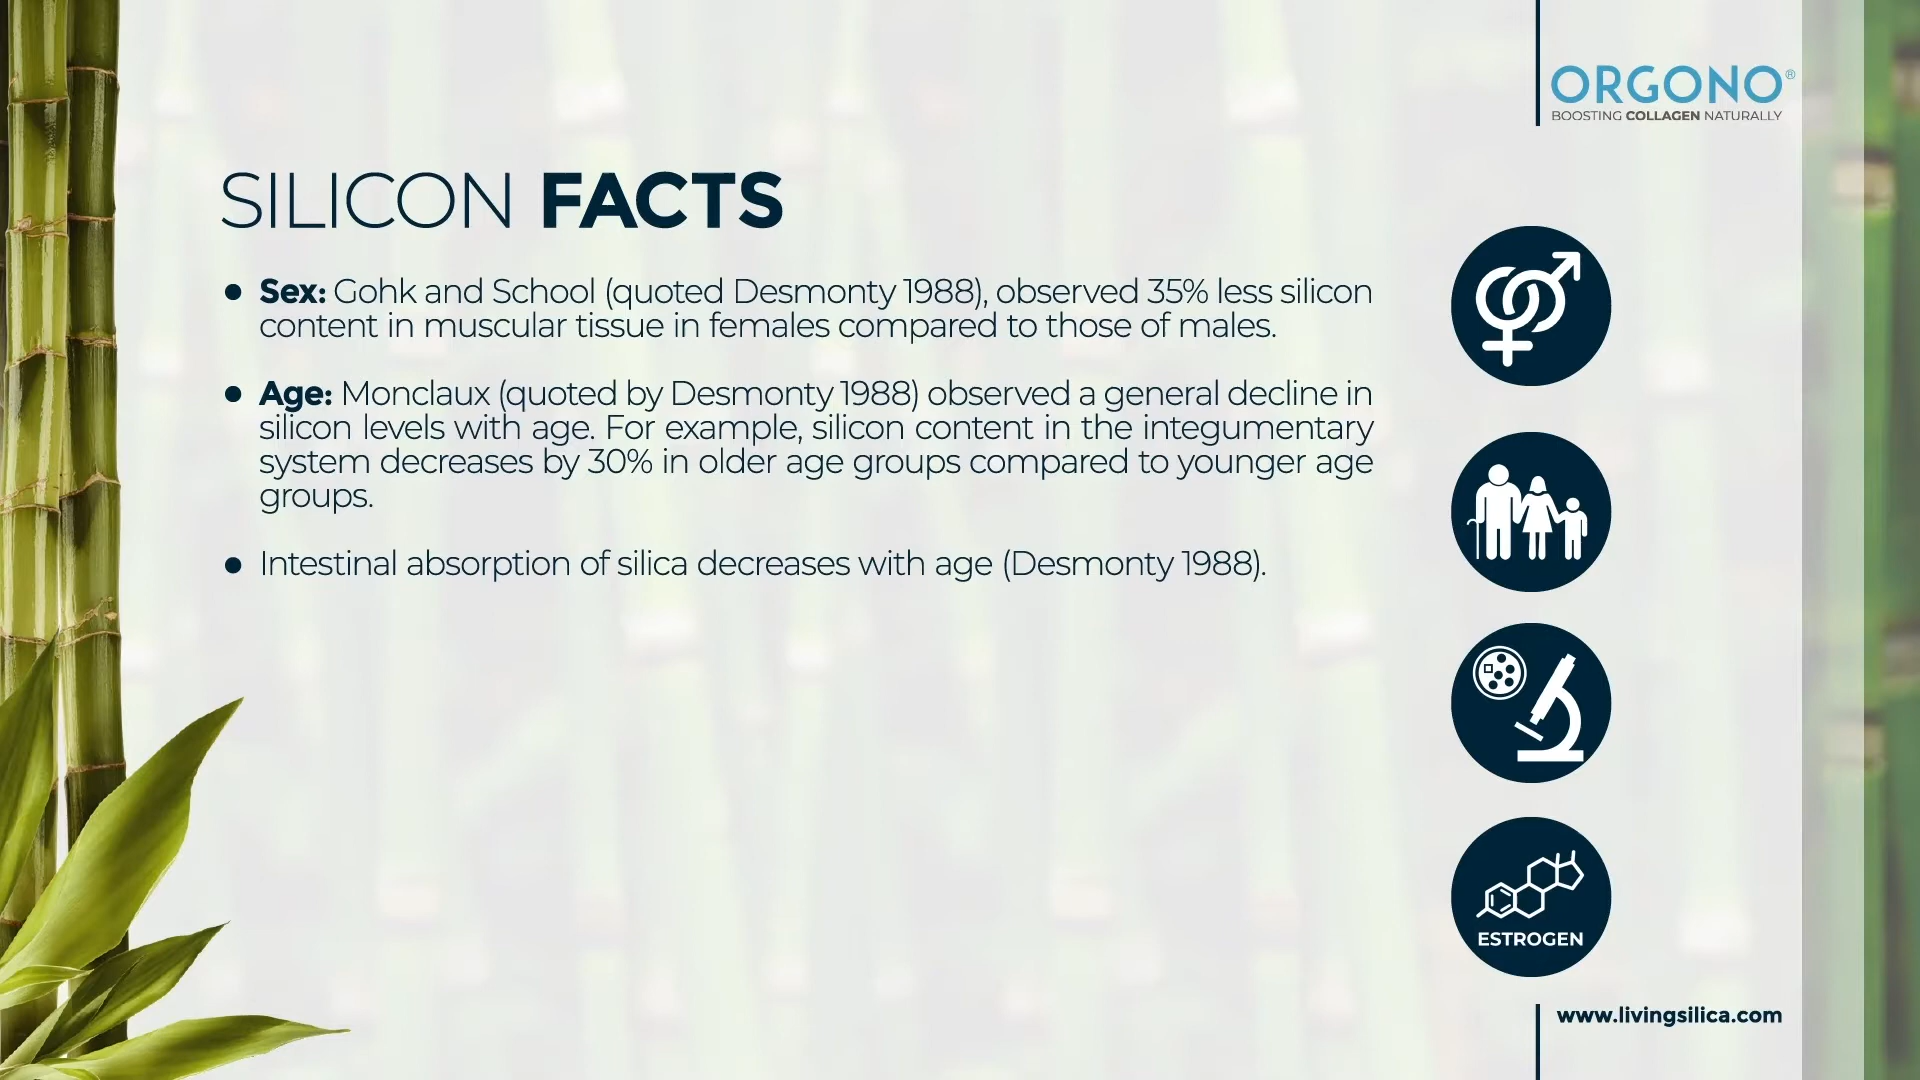 ORGONO®
BOOSTING COLLAGEN NATURALLY
SILICON FACTS
● Sex: Gohk and School (quoted Desmonty 1988), observed 35% less silicon
content in muscular tissue in females compared to those of males.
● Age: Monclaux (quoted by Desmonty 1988) observed a general decline in
silicon levels with age. For example, silicon content in the integumentary
system decreases by 30% in older age groups compared to younger age
groups.
● Intestinal absorption of silica decreases with age (Desmonty 1988).
ESTROGEN
www.livingsilica.com